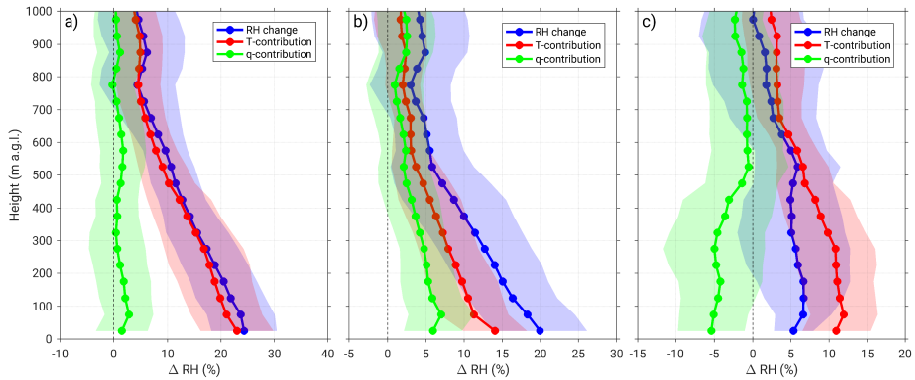 a)
RH change
T-contribution
q-contribution
b)
RH change
T-contribution
q-contribution
c)
RH change
T-contribution
q-contribution
Height (m a.g.l.)
1000
900
800
700
600
500
400
300
200
100
0
-10 0 10 20 30 40
-5 0 5 10 15 20 25 30
-15 -10 -5 0 5 10 15 20
Δ RH (%)
Δ RH (%)
Δ RH (%)